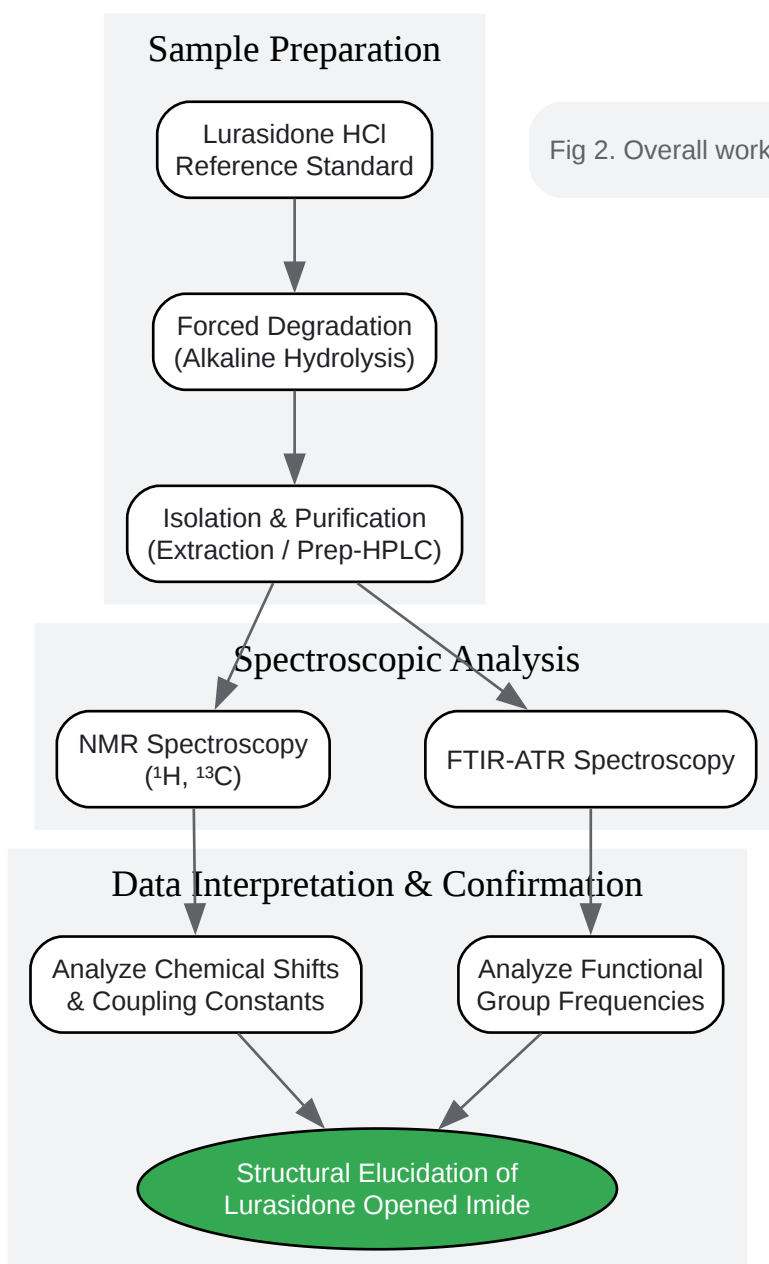 Sample Preparation
Lurasidone HCl
Reference Standard
Fig 2. Overall work
Forced Degradation
(Alkaline Hydrolysis)
Isolation & Purification
(Extraction / Prep-HPLC)
Spectroscopic Analysis
NMR Spectroscopy
(¹H, ¹³C)
FTIR-ATR Spectroscopy
Data Interpretation & Confirmation
Analyze Chemical Shifts
& Coupling Constants
Analyze Functional
Group Frequencies
Structural Elucidation of
Lurasidone Opened Imide